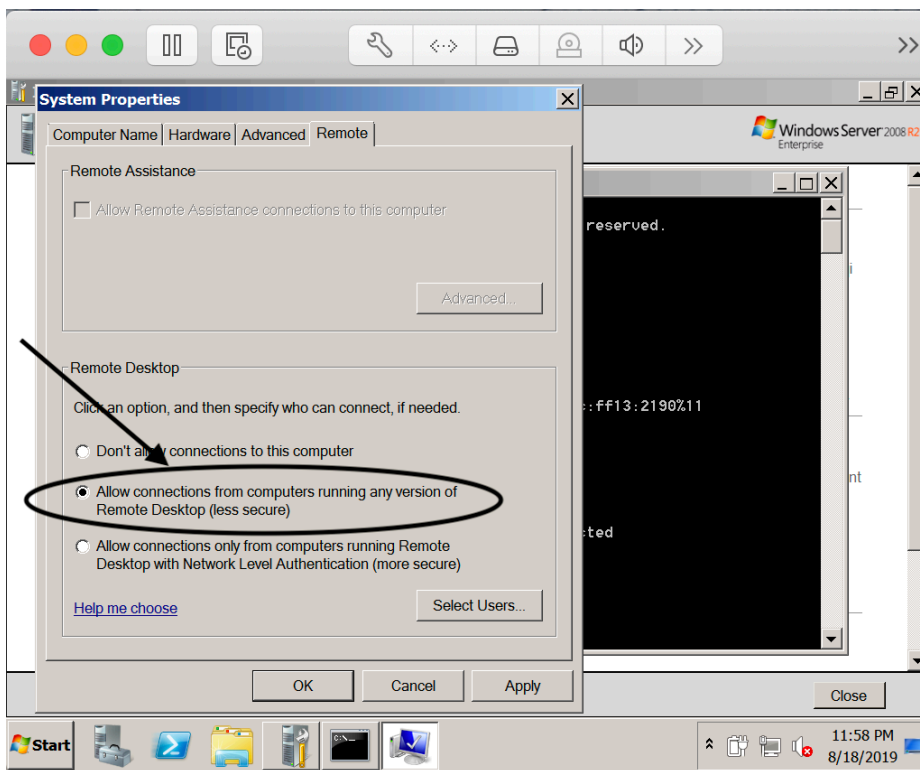 System Properties
Windows Server 2008 R2
Enterprise
Computer Name
Hardware
Advanced
Remote
Remote Assistance
Allow Remote Assistance connections to this computer
Advanced...
reserved.
:ff13:2190%11
Remote Desktop
Click an option, and then specify who can connect, if needed.
Don't allow connections to this computer
Allow connections from computers running any version of
Remote Desktop (less secure)
nt
cted
Allow connections only from computers running Remote
Desktop with Network Level Authentication (more secure)
Help me choose
Select Users...
OK
Cancel
Apply
Close
Start
11:58 PM
8/18/2019